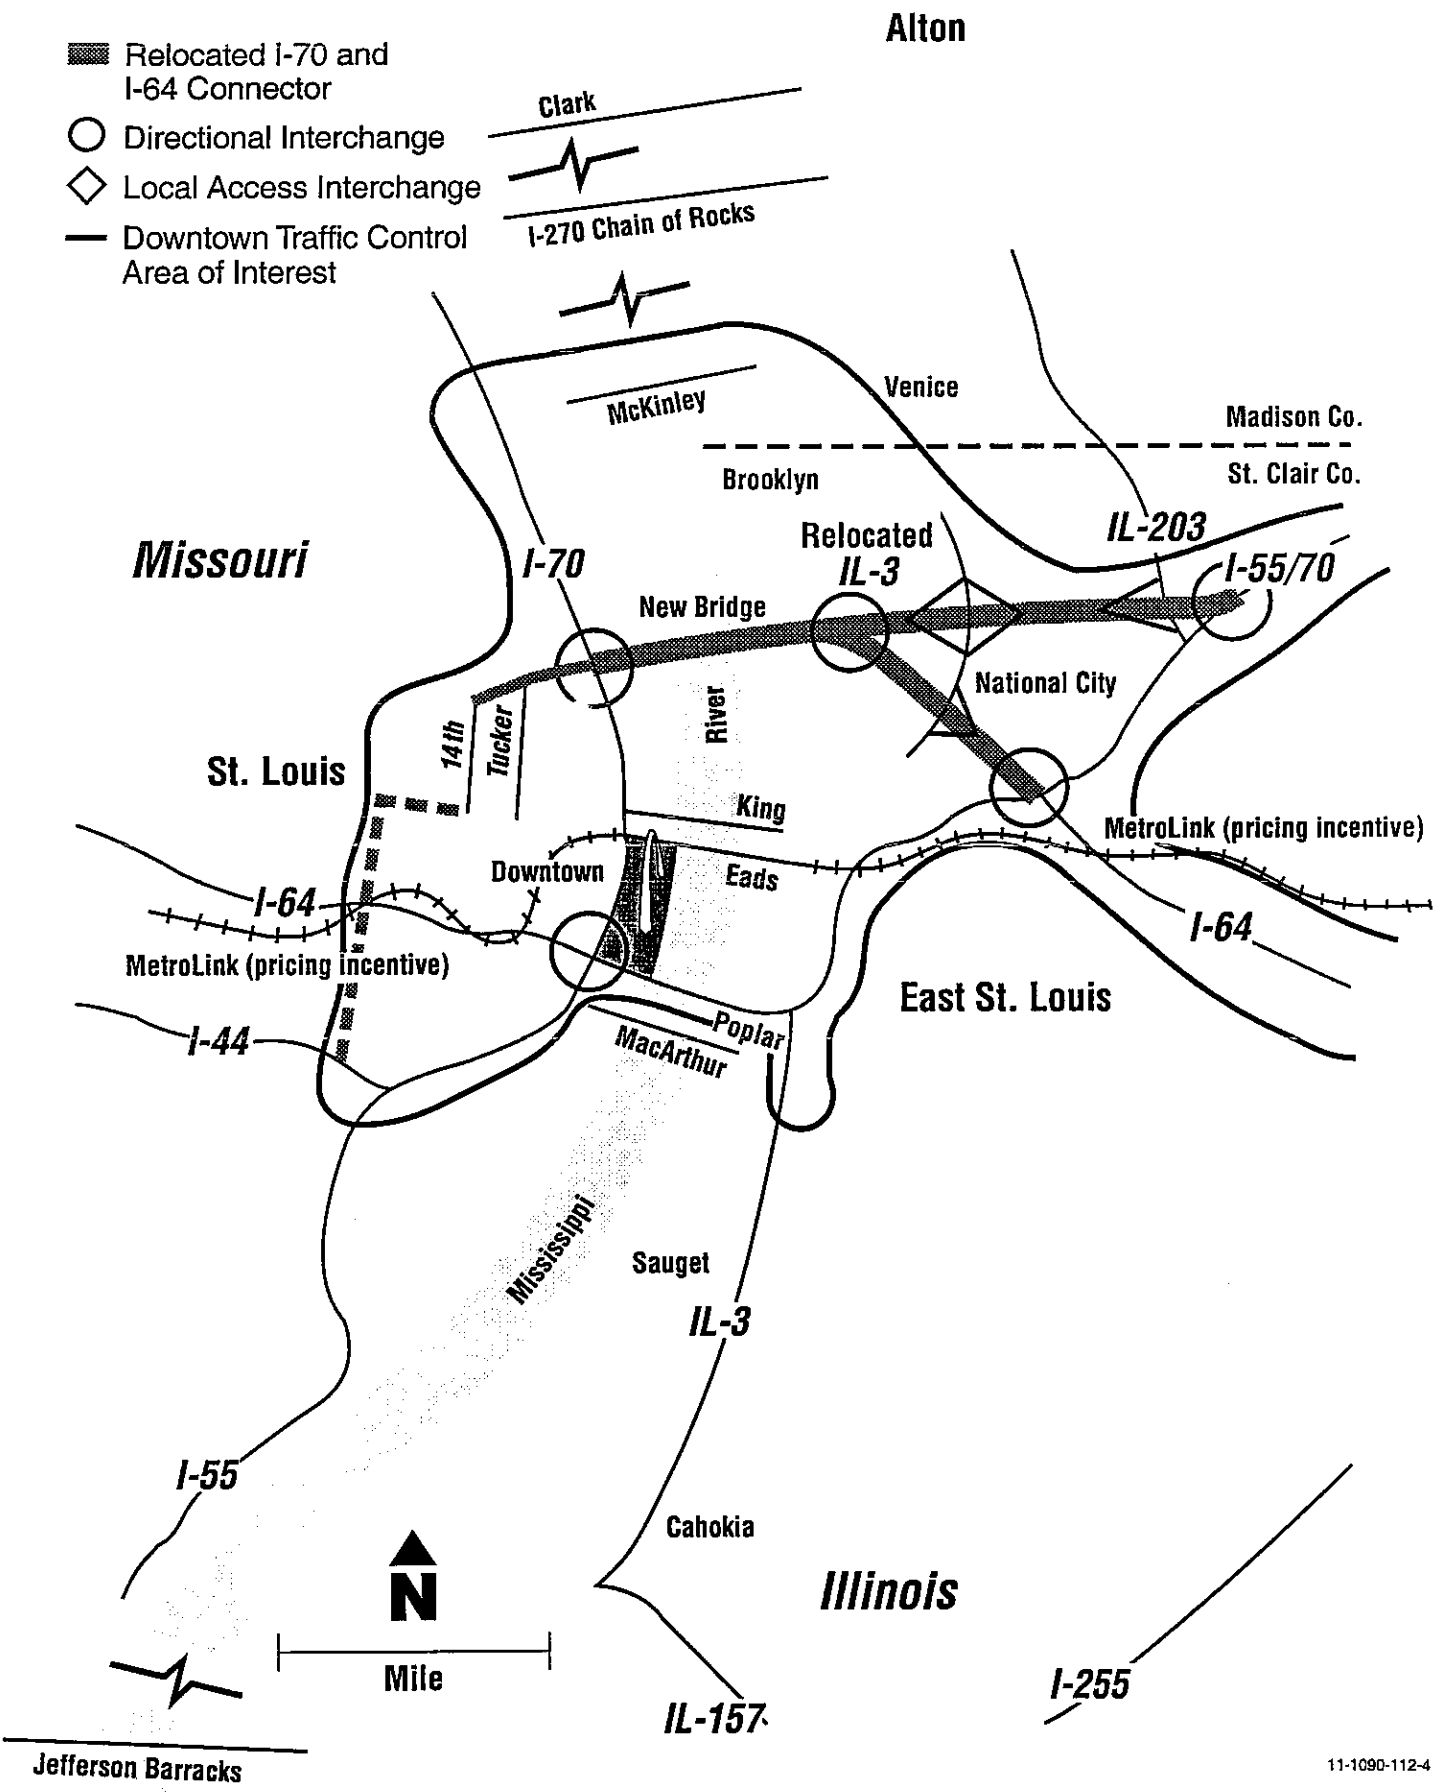 Alton
Relocated I-70 and
I-64 Connector
Directional Interchange
Local Access Interchange
Downtown Traffic Control
Area of Interest
Clark
I-270 Chain of Rocks
McKinley
Venice
Madison Co.
St. Clair Co.
Brooklyn
Missouri
I-70
Relocated
IL-3
IL-203
I-55/70
New Bridge
National City
River
14th
Tucker
St. Louis
King
MetroLink (pricing incentive)
Downtown
Eads
I-64
I-64
MetroLink (pricing incentive)
East St. Louis
I-44
Poplar
MacArthur
Mississippi
Sauget
IL-3
I-55
Cahokia
N
Illinois
Mile
I-255
IL-157
Jefferson Barracks
11-1090-112-4